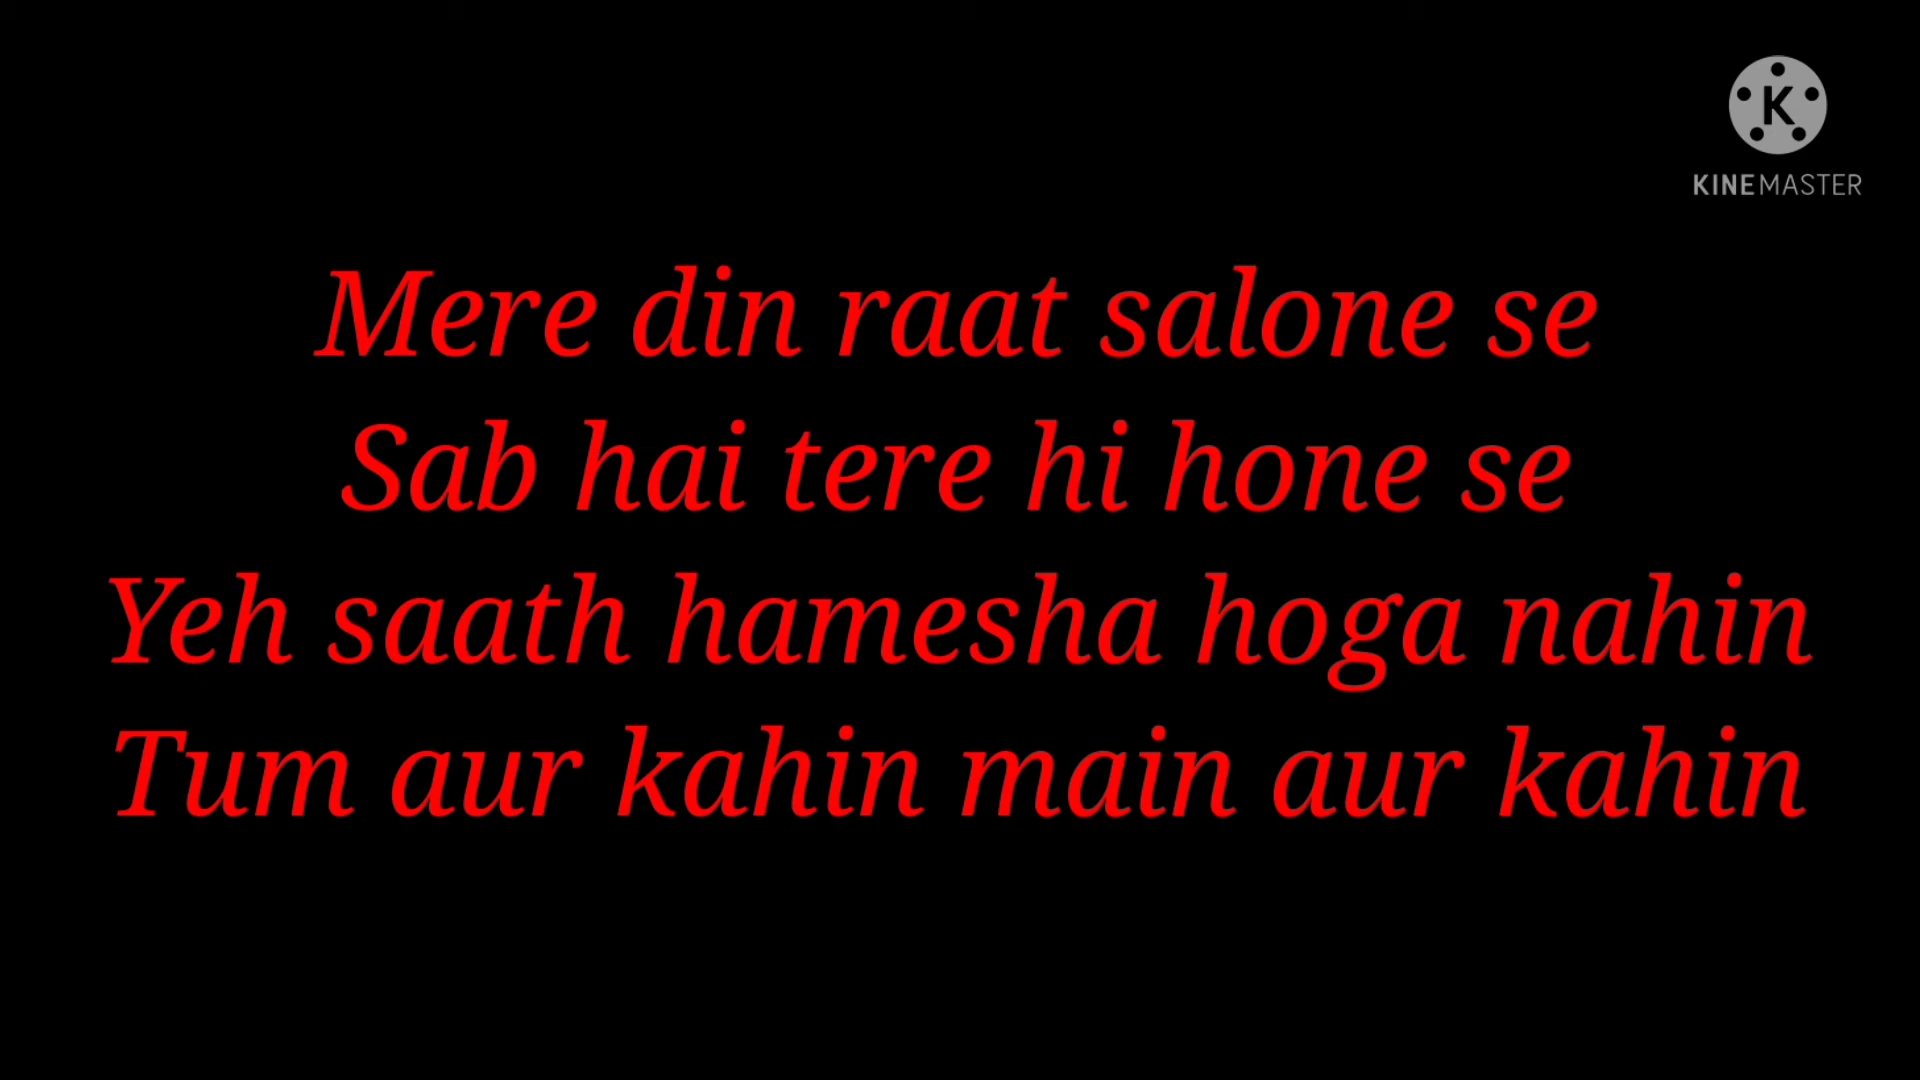 K
KINEMASTER
Mere din raat salone se
Sab hai tere hi hone se
Yeh saath hamesha hoga nahin
Tum aur kahin main aur kahin